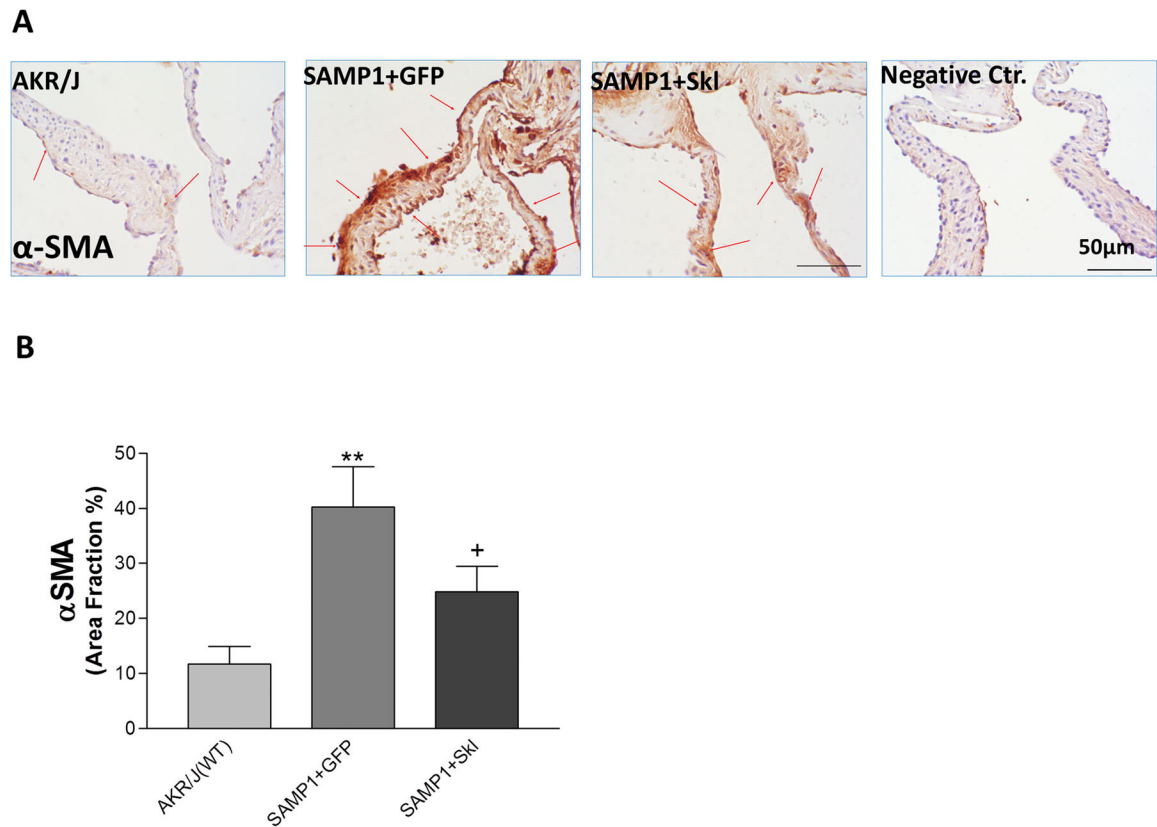 A
AKR/J
SAMP1+GFP
SAMP1+Skl
Negative Ctr.
α-SMA
50µm
B
αSMA
(Area Fraction %)
50
40
30
20
10
0
**
+
AKR/J(WT)
SAMP1+GFP
SAMP1+Skl